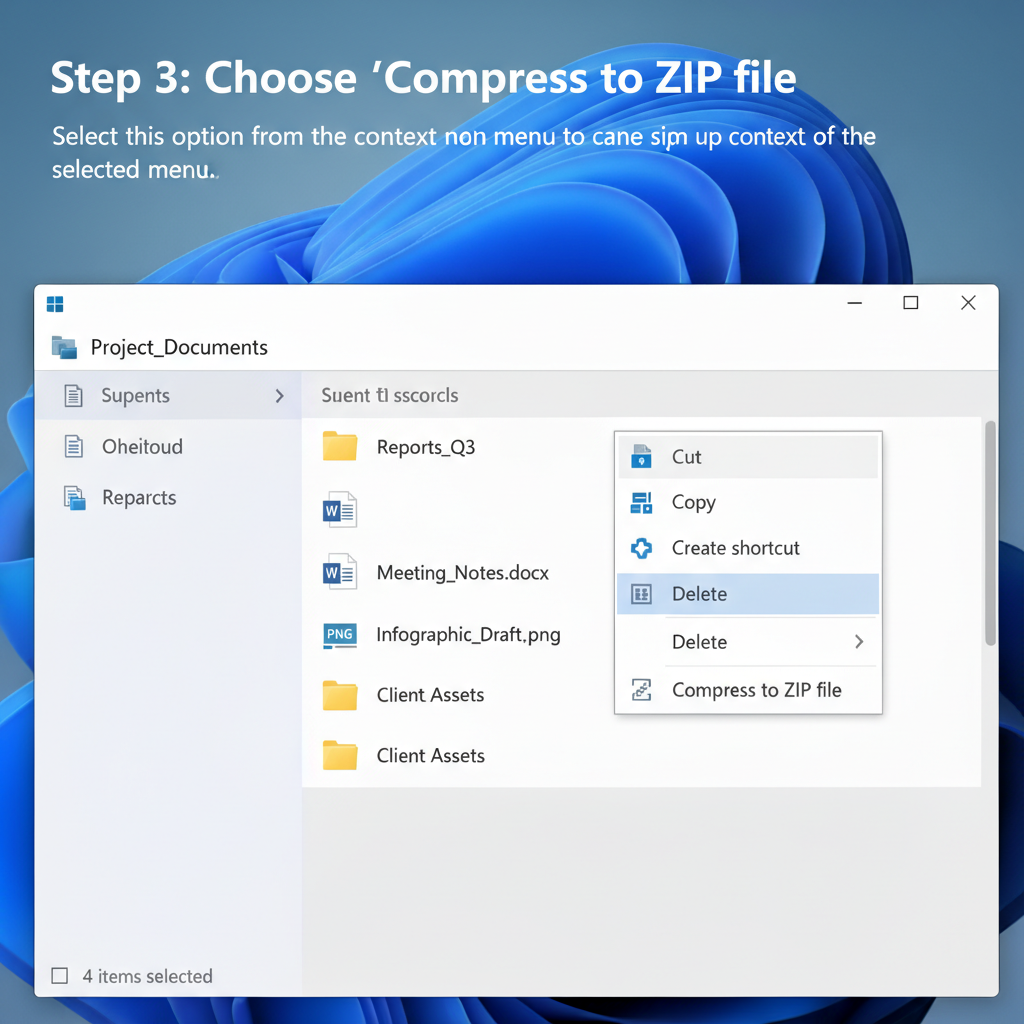 Step 3: Choose ‘Compress to ZIP file
Select this option from the context non menu to cane sim up context of the
selected menu..
Project_Documents
Supents
Oheitoud
Reparcts
Suent ti sscorcls
Reports_Q3
W
W Meeting_Notes.docx
PNG Infographic_Draft.png
Client Assets
Client Assets
Cut
Copy
Create shortcut
Delete
Delete
Compress to ZIP file
4 items selected